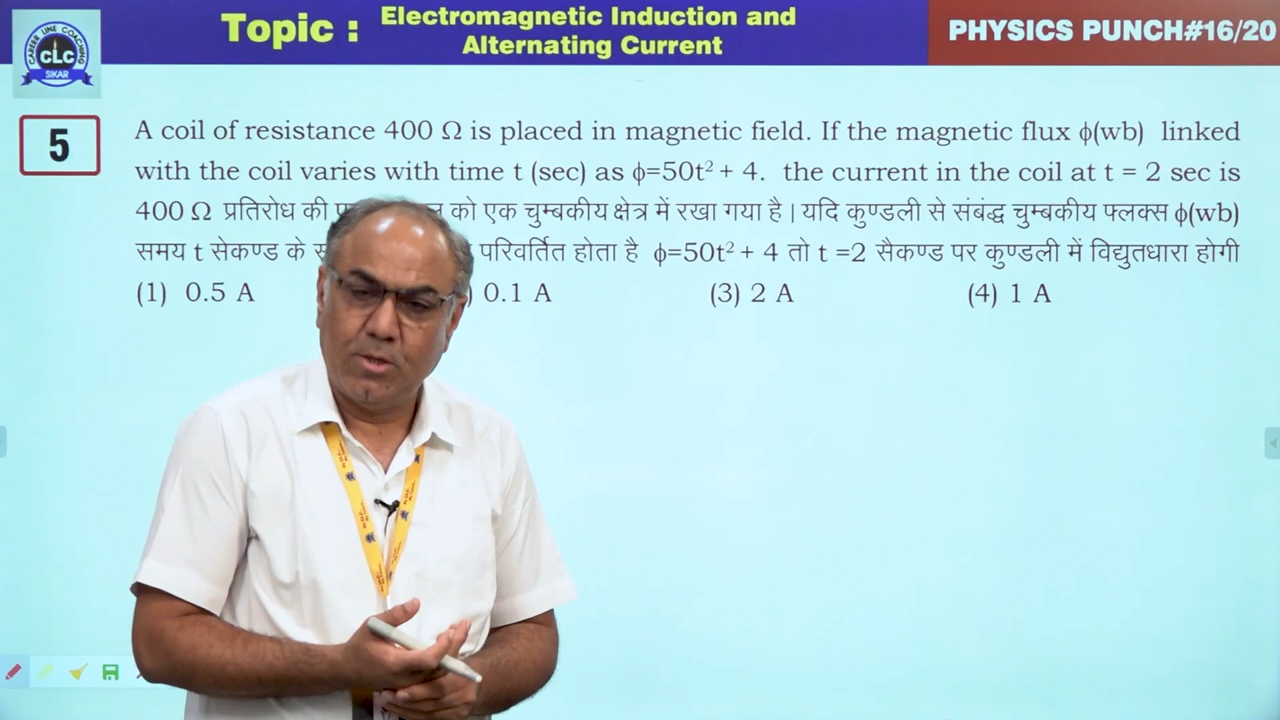 Topic :
Electromagnetic Induction and
Alternating Current
PHYSICS PUNCH#16/20
CAREER LINE COACHING
CLC
SIKAR
5
A coil of resistance 400 Ω is placed in magnetic field. If the magnetic flux ϕ(wb) linked
with the coil varies with time t (sec) as ϕ=50t² + 4. the current in the coil at t = 2 sec is
400 Ω प्रतिरोध की को एक चुम्बकीय क्षेत्र में रखा गया है। यदि कुण्डली से संबंद्ध चुम्बकीय फ्लक्स ϕ(wb)
समय t सेकण्ड के परिवर्तित होता है ϕ=50t² + 4 तो t =2 सैकण्ड पर कुण्डली में विद्युतधारा होगी
(1) 0.5 A ) 0.1 A (3) 2 A (4) 1 A